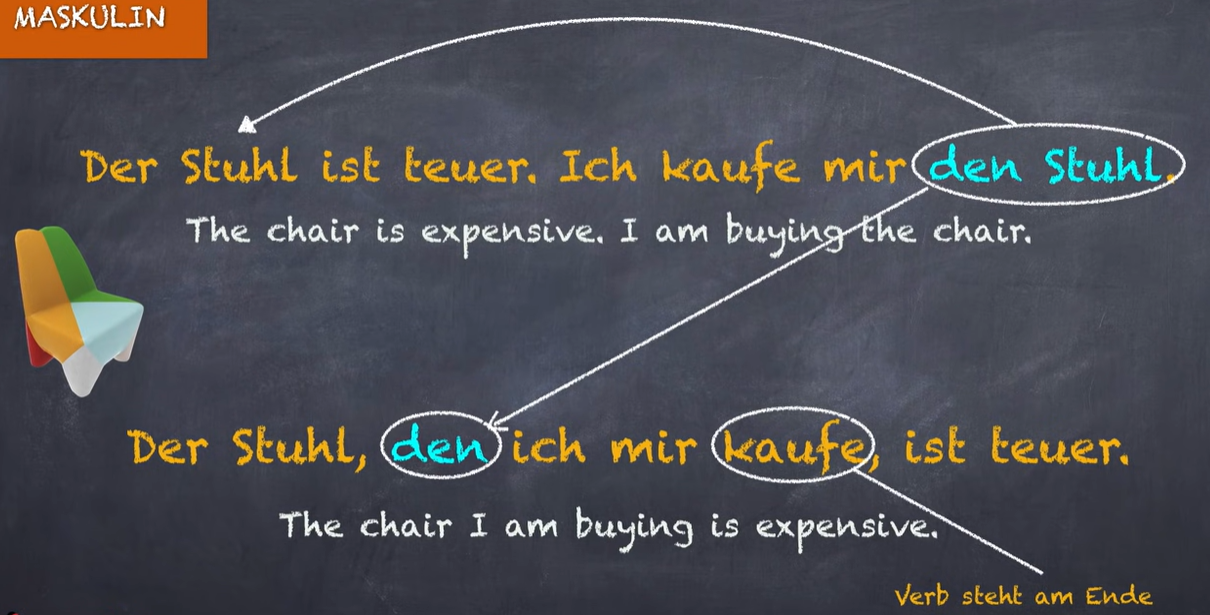 MASKULIN
Der Stuhl ist teuer. Ich kaufe mir den Stuhl.
The chair is expensive. I am buying the chair.
Der Stuhl, den ich mir kaufe, ist teuer.
The chair I am buying is expensive.
Verb steht am Ende